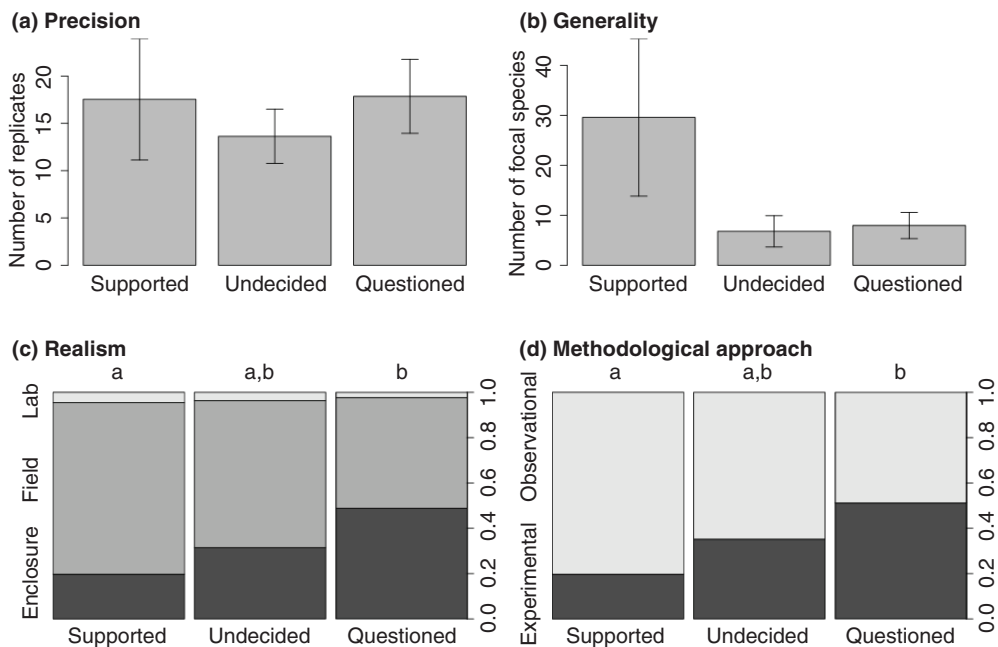 (a) Precision
Number of replicates
0 5 10 15 20
Supported Undecided Questioned
(b) Generality
Number of focal species
0 10 20 30 40
Supported Undecided Questioned
(c) Realism
a a,b b
Enclosure Field Lab
0.0 0.2 0.4 0.6 0.8 1.0
Supported Undecided Questioned
(d) Methodological approach
a a,b b
Experimental Observational
0.0 0.2 0.4 0.6 0.8 1.0
Supported Undecided Questioned